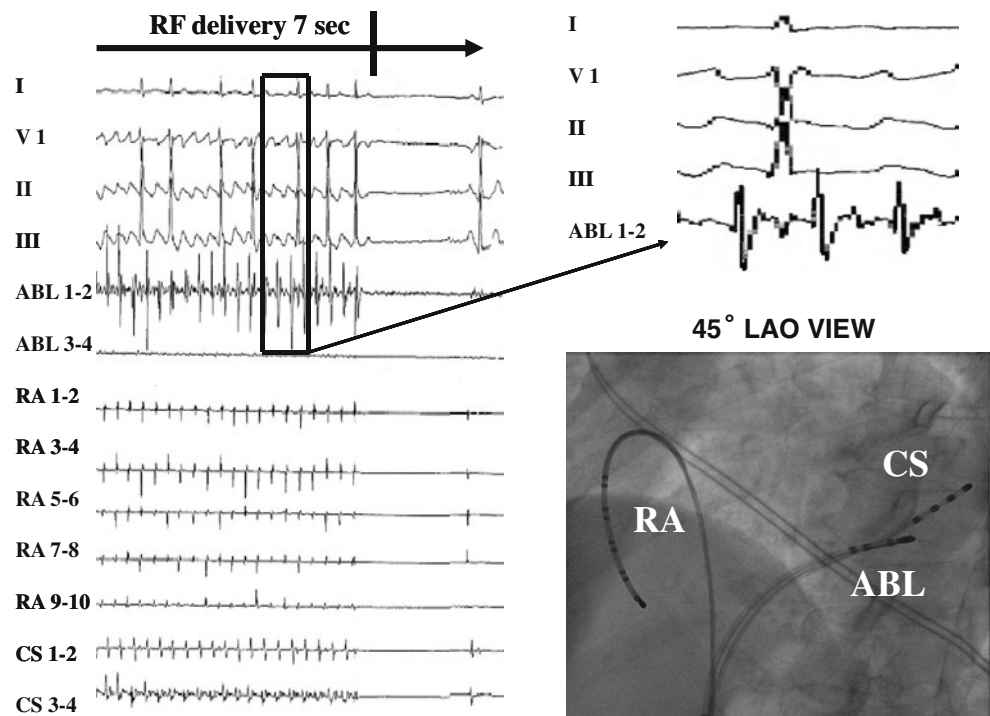 RF delivery 7 sec
I
V 1
II
III
ABL 1-2
ABL 3-4
RA 1-2
RA 3-4
RA 5-6
RA 7-8
RA 9-10
CS 1-2
CS 3-4
I
V 1
II
III
ABL 1-2
45° LAO VIEW
CS
RA
ABL